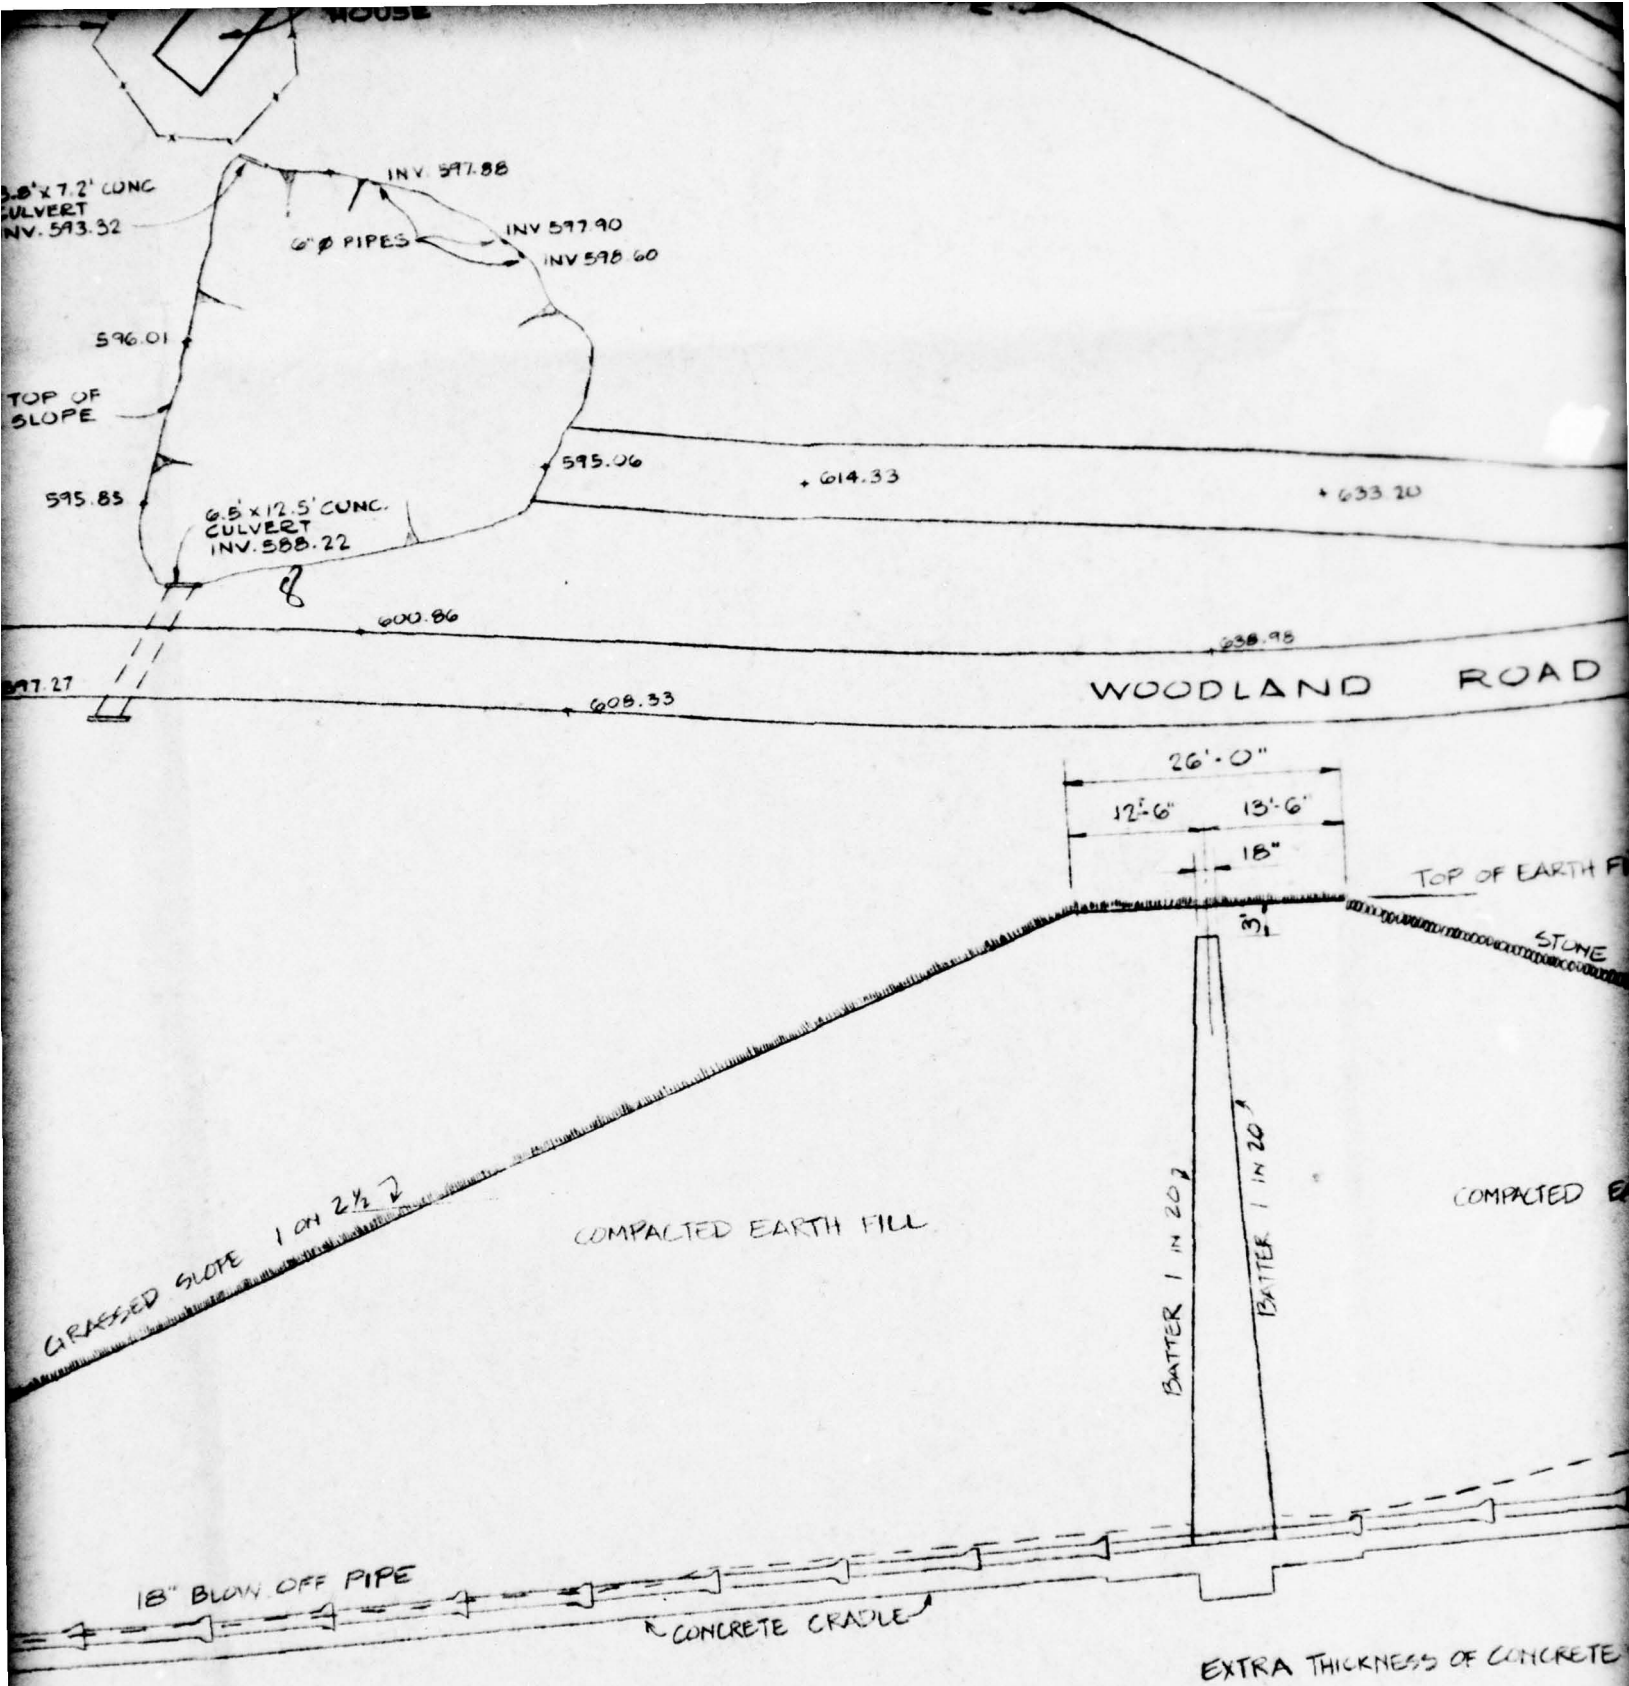 HOUSE
INV. 597.88
3.8' x 7.2' CONC
CULVERT
INV. 593.32
INV 597.90
6" Ø PIPES
INV 598.60
596.01
TOP OF
SLOPE
595.06
614.33
633.20
595.85
6.5' x 12.5' CONC.
CULVERT
INV. 588.22
8
600.86
638.98
597.27
608.33
WOODLAND ROAD
26'-0"
12'-6" 13'-6"
18"
TOP OF EARTH
3'
STONE
GRASSED SLOPE 1 ON 2 1/2
COMPACTED EARTH FILL
BATTER 1 IN 20
BATTER 1 IN 20
COMPACTED
18" BLOW OFF PIPE
CONCRETE CRADLE
EXTRA THICKNESS OF CONCRETE